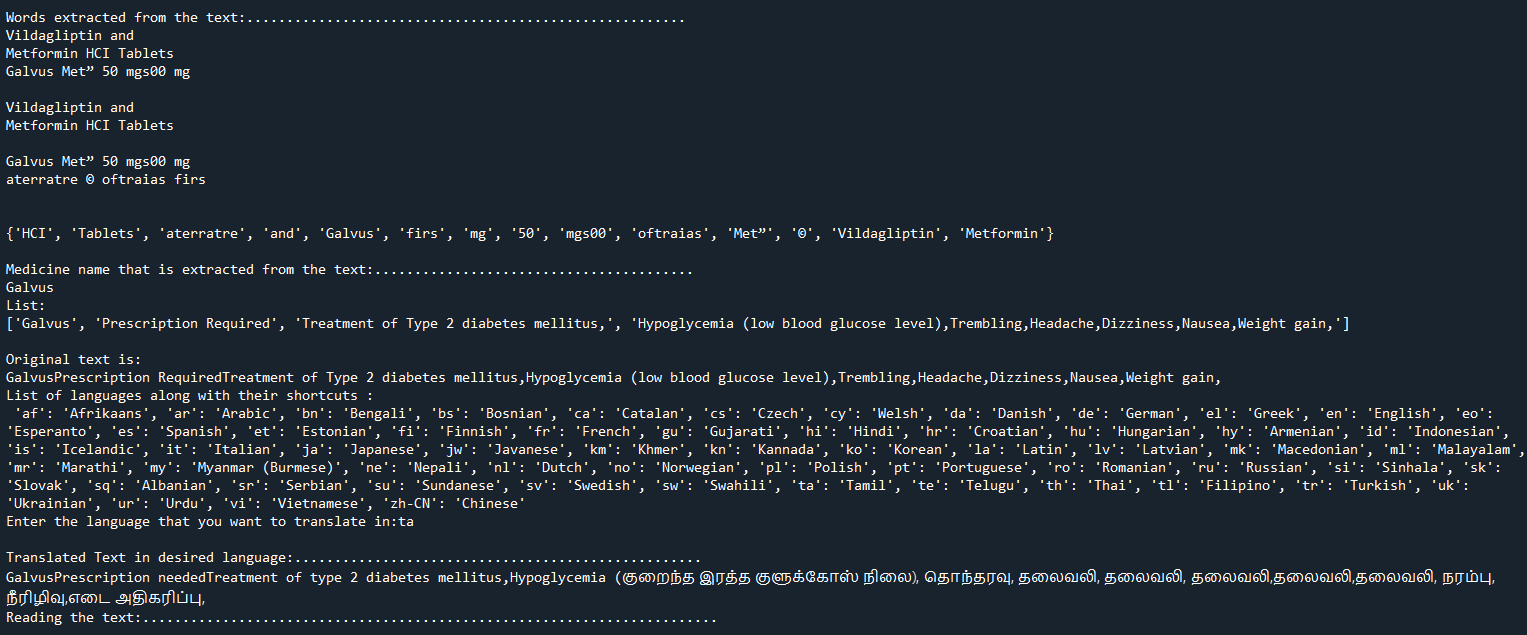 Words extracted from the text:.......................................................
Vildagliptin and
Metformin HCI Tablets
Galvus Met” 50 mgs00 mg
Vildagliptin and
Metformin HCI Tablets
Galvus Met” 50 mgs00 mg
aterratre © oftraias firs
{'HCI', 'Tablets', 'aterratre', 'and', 'Galvus', 'firs', 'mg', '50', 'mgs00', 'oftraias', 'Met”', '©', 'Vildagliptin', 'Metformin'}
Medicine name that is extracted from the text:........................................
Galvus
List:
['Galvus', 'Prescription Required', 'Treatment of Type 2 diabetes mellitus,', 'Hypoglycemia (low blood glucose level),Trembling,Headache,Dizziness,Nausea,Weight gain,']
Original text is:
GalvusPrescription RequiredTreatment of Type 2 diabetes mellitus,Hypoglycemia (low blood glucose level),Trembling,Headache,Dizziness,Nausea,Weight gain,
List of languages along with their shortcuts :
'af': 'Afrikaans', 'ar': 'Arabic', 'bn': 'Bengali', 'bs': 'Bosnian', 'ca': 'Catalan', 'cs': 'Czech', 'cy': 'Welsh', 'da': 'Danish', 'de': 'German', 'el': 'Greek', 'en': 'English', 'eo':
'Esperanto', 'es': 'Spanish', 'et': 'Estonian', 'fi': 'Finnish', 'fr': 'French', 'gu': 'Gujarati', 'hi': 'Hindi', 'hr': 'Croatian', 'hu': 'Hungarian', 'hy': 'Armenian', 'id': 'Indonesian',
'is': 'Icelandic', 'it': 'Italian', 'ja': 'Japanese', 'jw': 'Javanese', 'km': 'Khmer', 'kn': 'Kannada', 'ko': 'Korean', 'la': 'Latin', 'lv': 'Latvian', 'mk': 'Macedonian', 'ml': 'Malayalam',
'mr': 'Marathi', 'my': 'Myanmar (Burmese)', 'ne': 'Nepali', 'nl': 'Dutch', 'no': 'Norwegian', 'pl': 'Polish', 'pt': 'Portuguese', 'ro': 'Romanian', 'ru': 'Russian', 'si': 'Sinhala', 'sk':
'Slovak', 'sq': 'Albanian', 'sr': 'Serbian', 'su': 'Sundanese', 'sv': 'Swedish', 'sw': 'Swahili', 'ta': 'Tamil', 'te': 'Telugu', 'th': 'Thai', 'tl': 'Filipino', 'tr': 'Turkish', 'uk':
'Ukrainian', 'ur': 'Urdu', 'vi': 'Vietnamese', 'zh-CN': 'Chinese'
Enter the language that you want to translate in:ta
Translated Text in desired language:...................................................
GalvusPrescription neededTreatment of type 2 diabetes mellitus,Hypoglycemia (குறைந்த இரத்த குளுக்கோஸ் நிலை), தொந்தரவு, தலைவலி, தலைவலி, தலைவலி,தலைவலி,தலைவலி, நரம்பு,
நீரிழிவு,எடை அதிகரிப்பு,
Reading the text:........................................................................